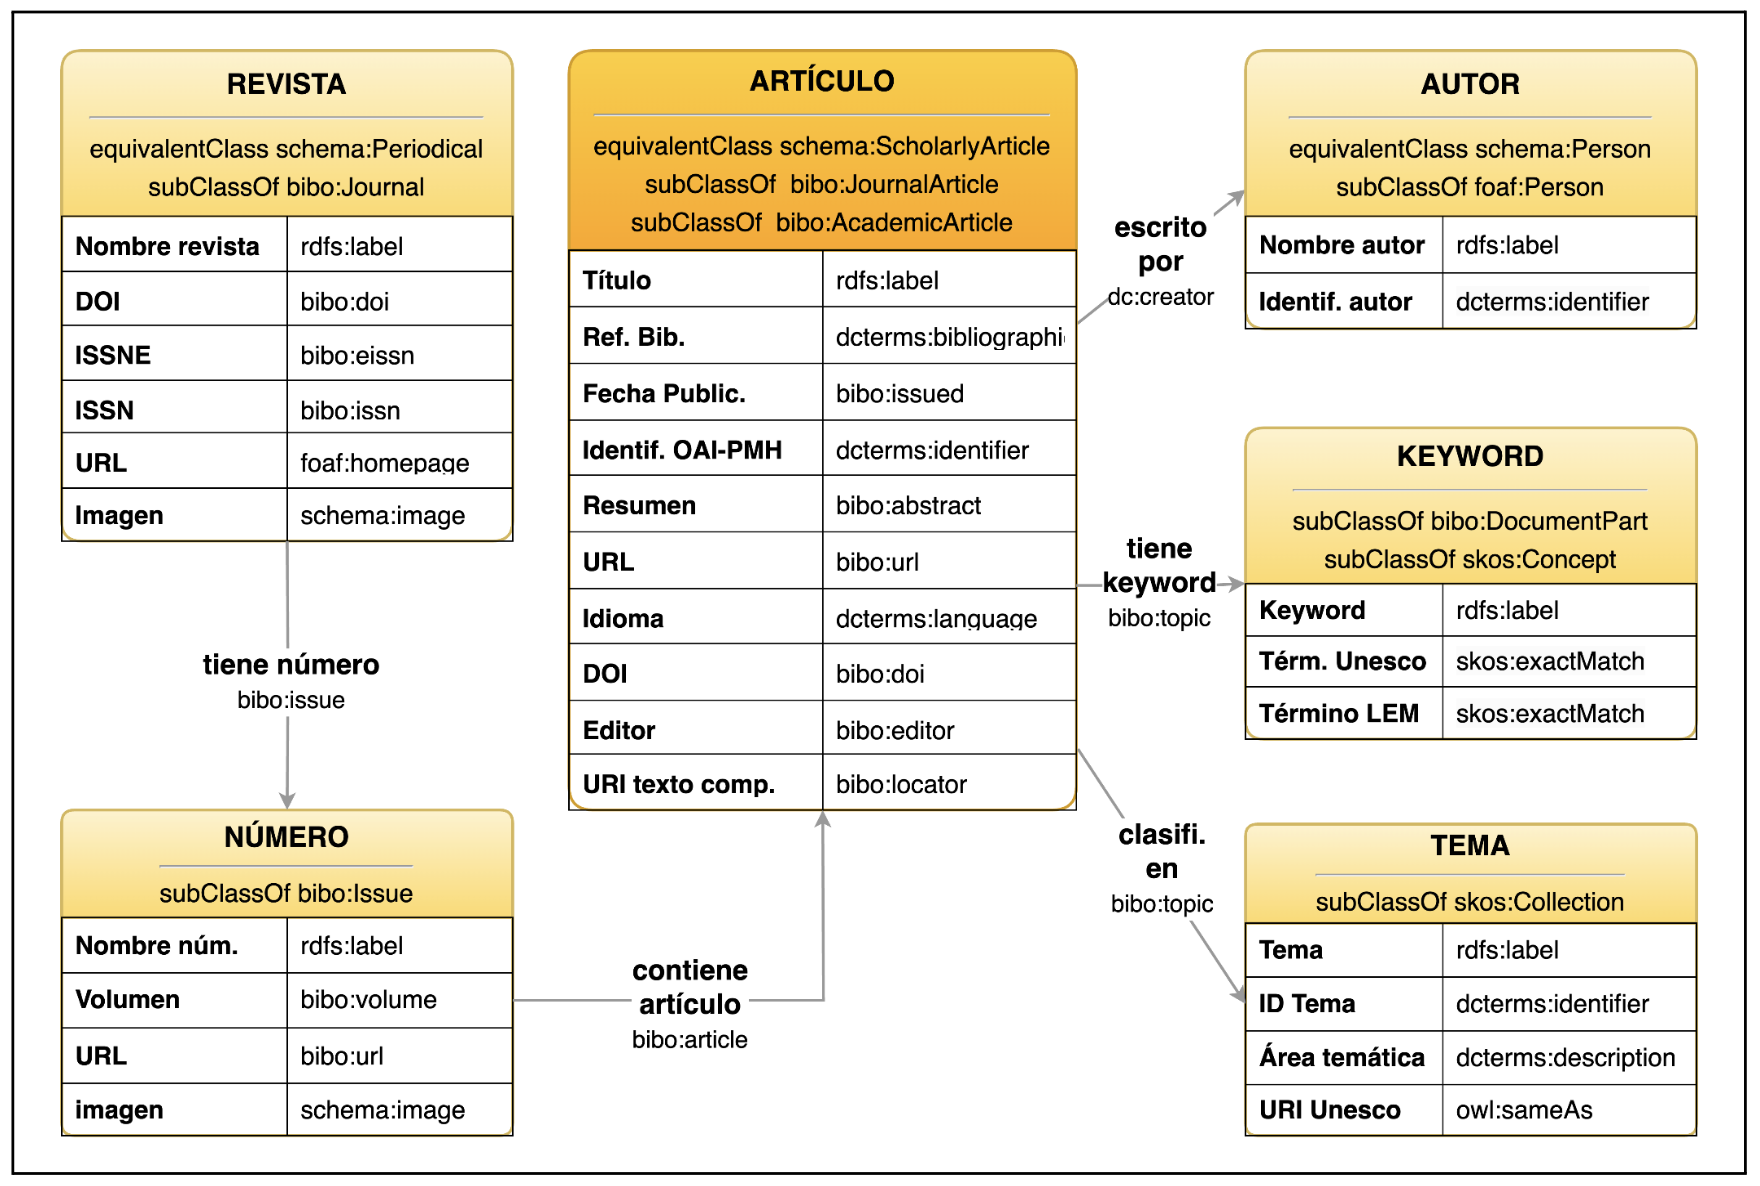 REVISTA
equivalentClass schema:Periodical
subClassOf bibo:Journal
Nombre revista rdfs:label
DOI bibo:doi
ISSNE bibo:eissn
ISSN bibo:issn
URL foaf:homepage
Imagen schema:image
tiene número
bibo:issue
NÚMERO
subClassOf bibo:Issue
Nombre núm. rdfs:label
Volumen bibo:volume
URL bibo:url
imagen schema:image
contiene
artículo
bibo:article
ARTÍCULO
equivalentClass schema:ScholarlyArticle
subClassOf bibo:JournalArticle
subClassOf bibo:AcademicArticle
Título rdfs:label
Ref. Bib. dcterms:bibliographi
Fecha Public. bibo:issued
Identif. OAI-PMH dcterms:identifier
Resumen bibo:abstract
URL bibo:url
Idioma dcterms:language
DOI bibo:doi
Editor bibo:editor
URI texto comp. bibo:locator
escrito
por
dc:creator
AUTOR
equivalentClass schema:Person
subClassOf foaf:Person
Nombre autor rdfs:label
Identif. autor dcterms:identifier
tiene
keyword
bibo:topic
KEYWORD
subClassOf bibo:DocumentPart
subClassOf skos:Concept
Keyword rdfs:label
Térm. Unesco skos:exactMatch
Término LEM skos:exactMatch
clasifi.
en
bibo:topic
TEMA
subClassOf skos:Collection
Tema rdfs:label
ID Tema dcterms:identifier
Área temática dcterms:description
URI Unesco owl:sameAs